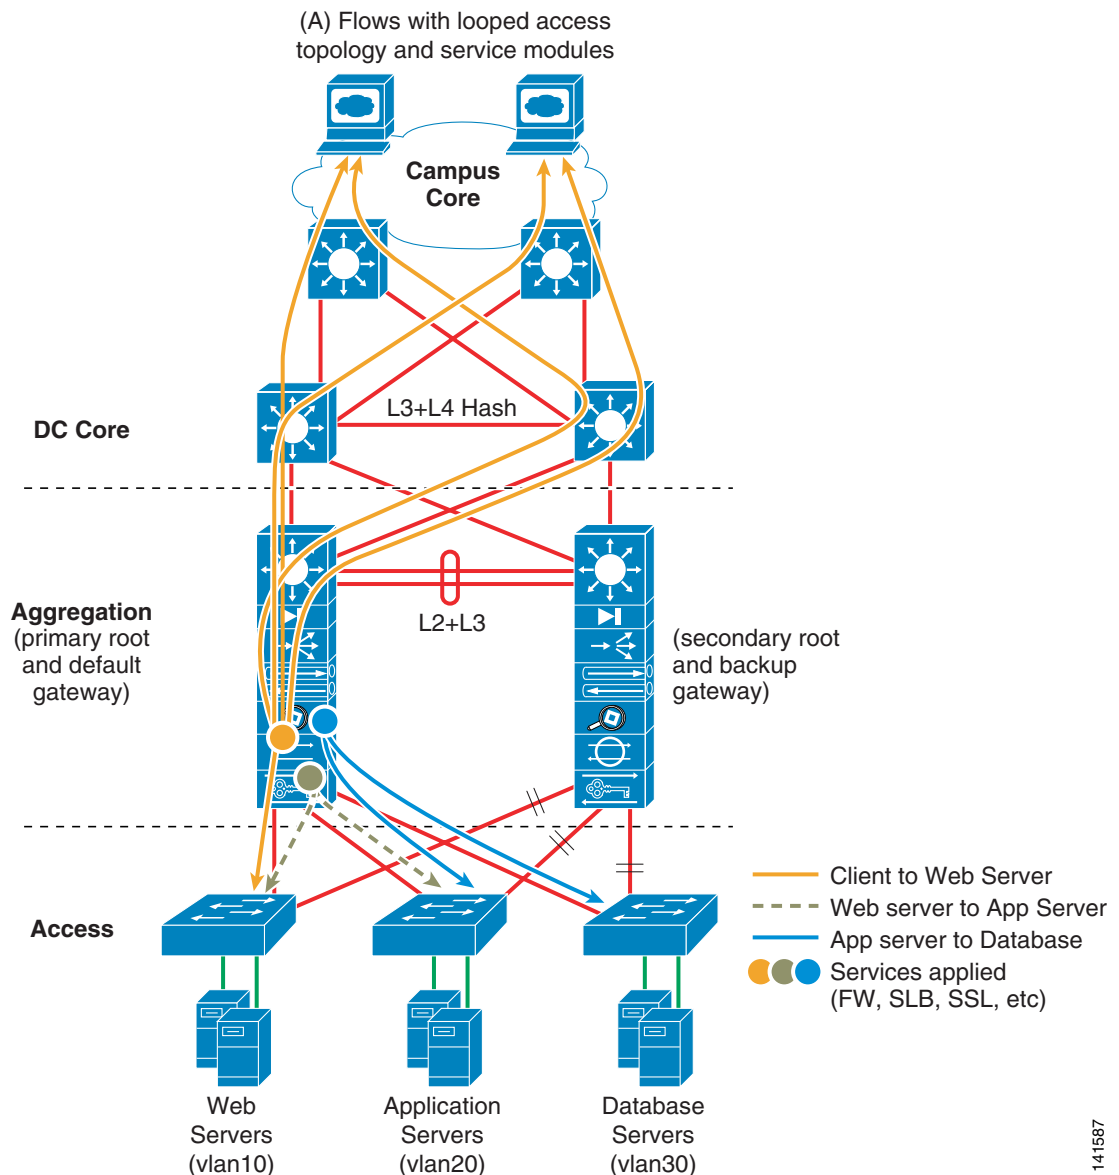 (A) Flows with looped access
topology and service modules
Campus
Core
DC Core
L3+L4 Hash
Aggregation
(primary root
and default
gateway)
L2+L3
(secondary root
and backup
gateway)
Access
Client to Web Server
Web server to App Server
App server to Database
Services applied
(FW, SLB, SSL, etc)
Web
Servers
(vlan10)
Application
Servers
(vlan20)
Database
Servers
(vlan30)
141587